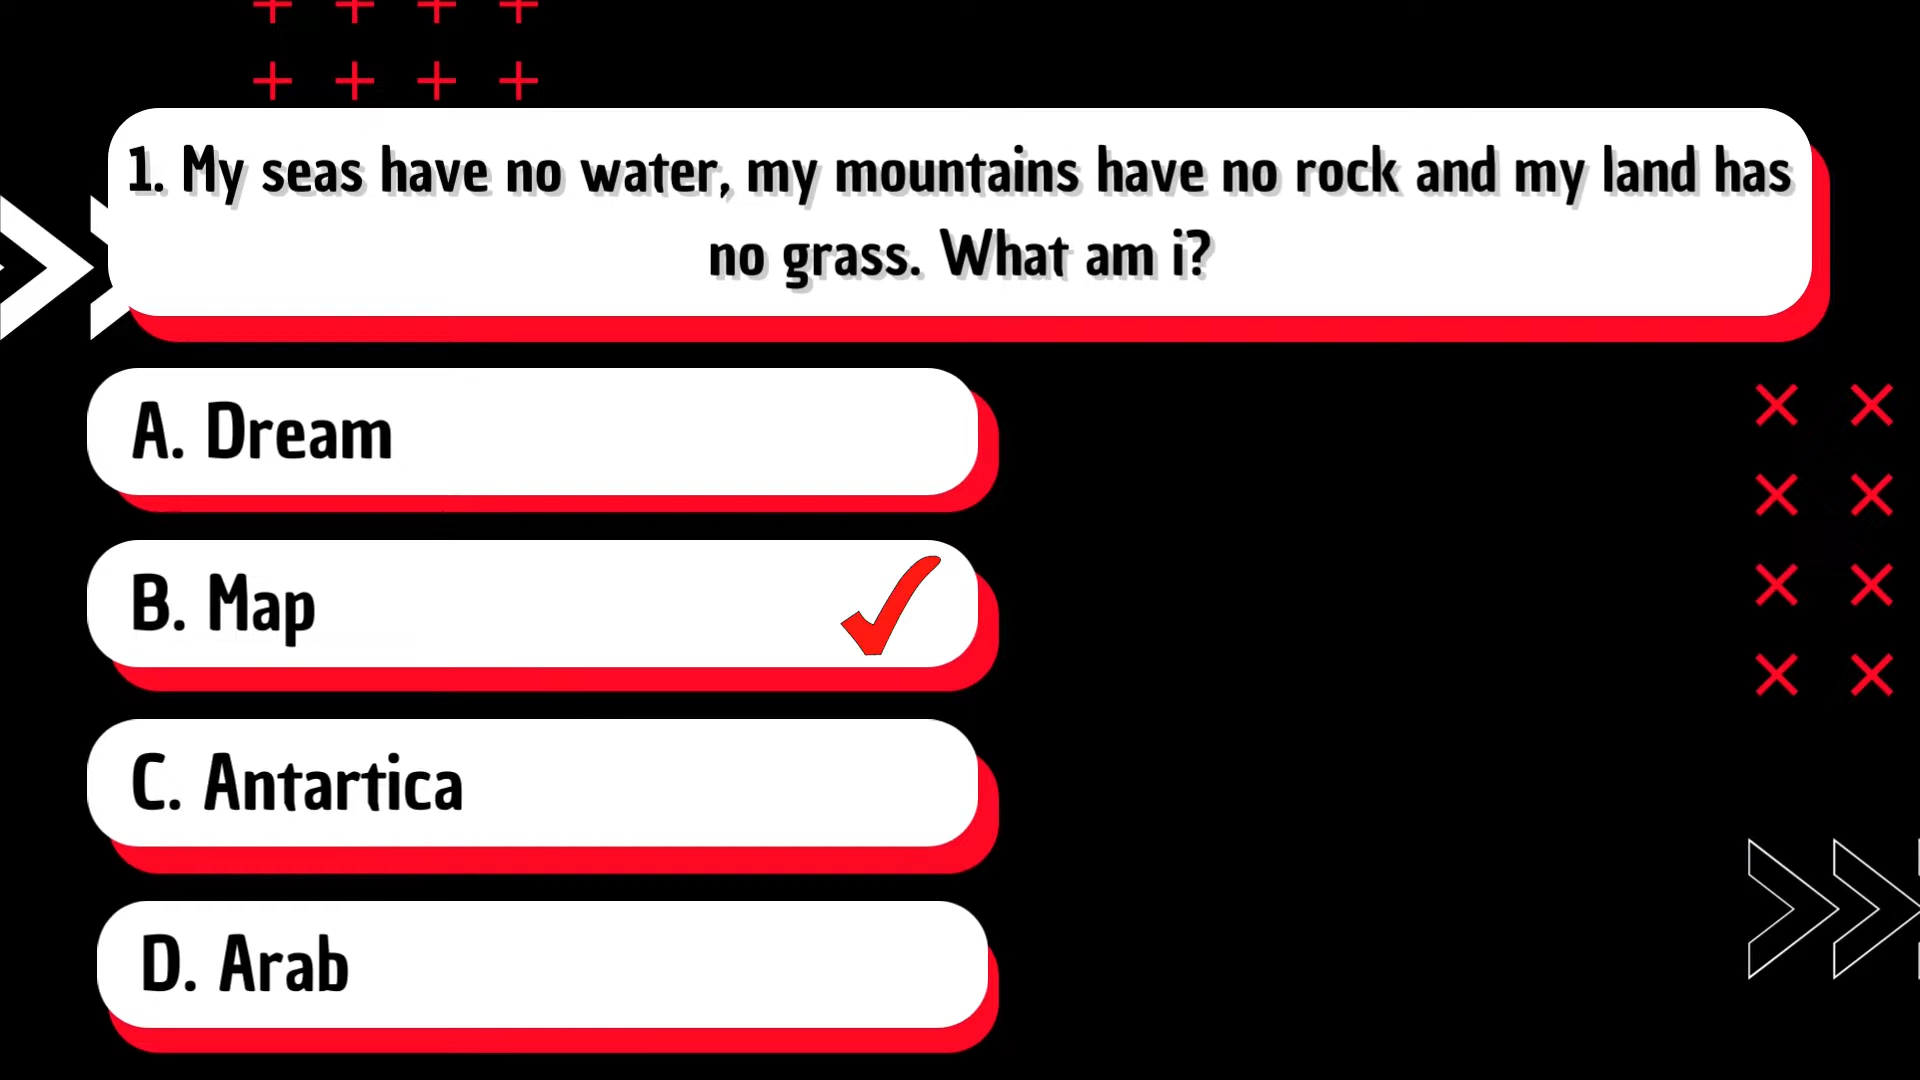 1. My seas have no water, my mountains have no rock and my land has
no grass. What am i?
A. Dream
B. Map
C. Antartica
D. Arab